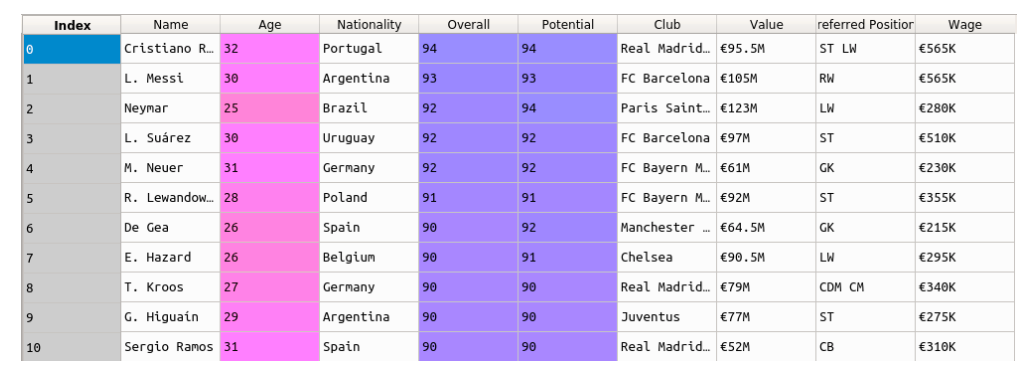 Index Name Age Nationality Overall Potential Club Value referred Position Wage
0 Cristiano R… 32 Portugal 94 94 Real Madrid… €95.5M ST LW €565K
1 L. Messi 30 Argentina 93 93 FC Barcelona €105M RW €565K
2 Neymar 25 Brazil 92 94 Paris Saint… €123M LW €280K
3 L. Suárez 30 Uruguay 92 92 FC Barcelona €97M ST €510K
4 M. Neuer 31 Germany 92 92 FC Bayern M… €61M GK €230K
5 R. Lewandow… 28 Poland 91 91 FC Bayern M… €92M ST €355K
6 De Gea 26 Spain 90 92 Manchester … €64.5M GK €215K
7 E. Hazard 26 Belgium 90 91 Chelsea €90.5M LW €295K
8 T. Kroos 27 Germany 90 90 Real Madrid… €79M CDM CM €340K
9 G. Higuaín 29 Argentina 90 90 Juventus €77M ST €275K
10 Sergio Ramos 31 Spain 90 90 Real Madrid… €52M CB €310K